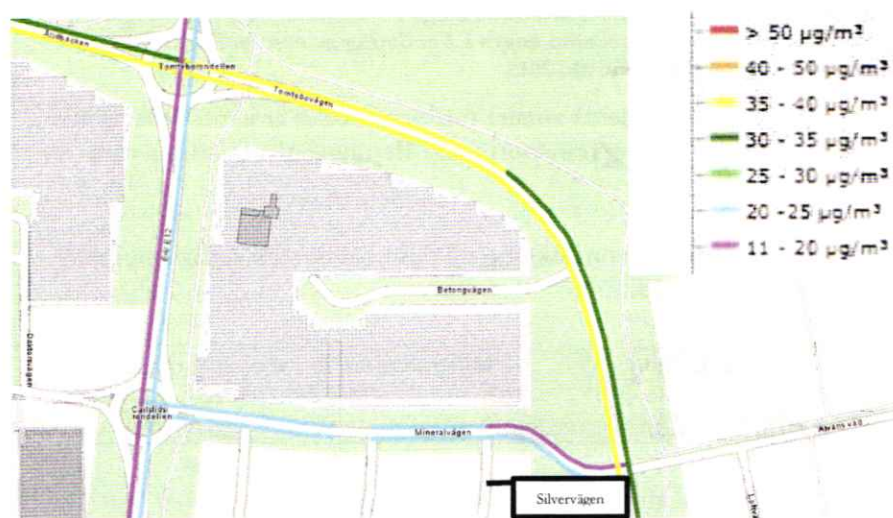 > 50 µg/m³
40 - 50 µg/m³
35 - 40 µg/m³
30 - 35 µg/m³
25 - 30 µg/m³
20 -25 µg/m³
11 - 20 µg/m³
Tomteborondellen
Tomtebovägen
Betongvägen
Mineralvägen
Silvervägen